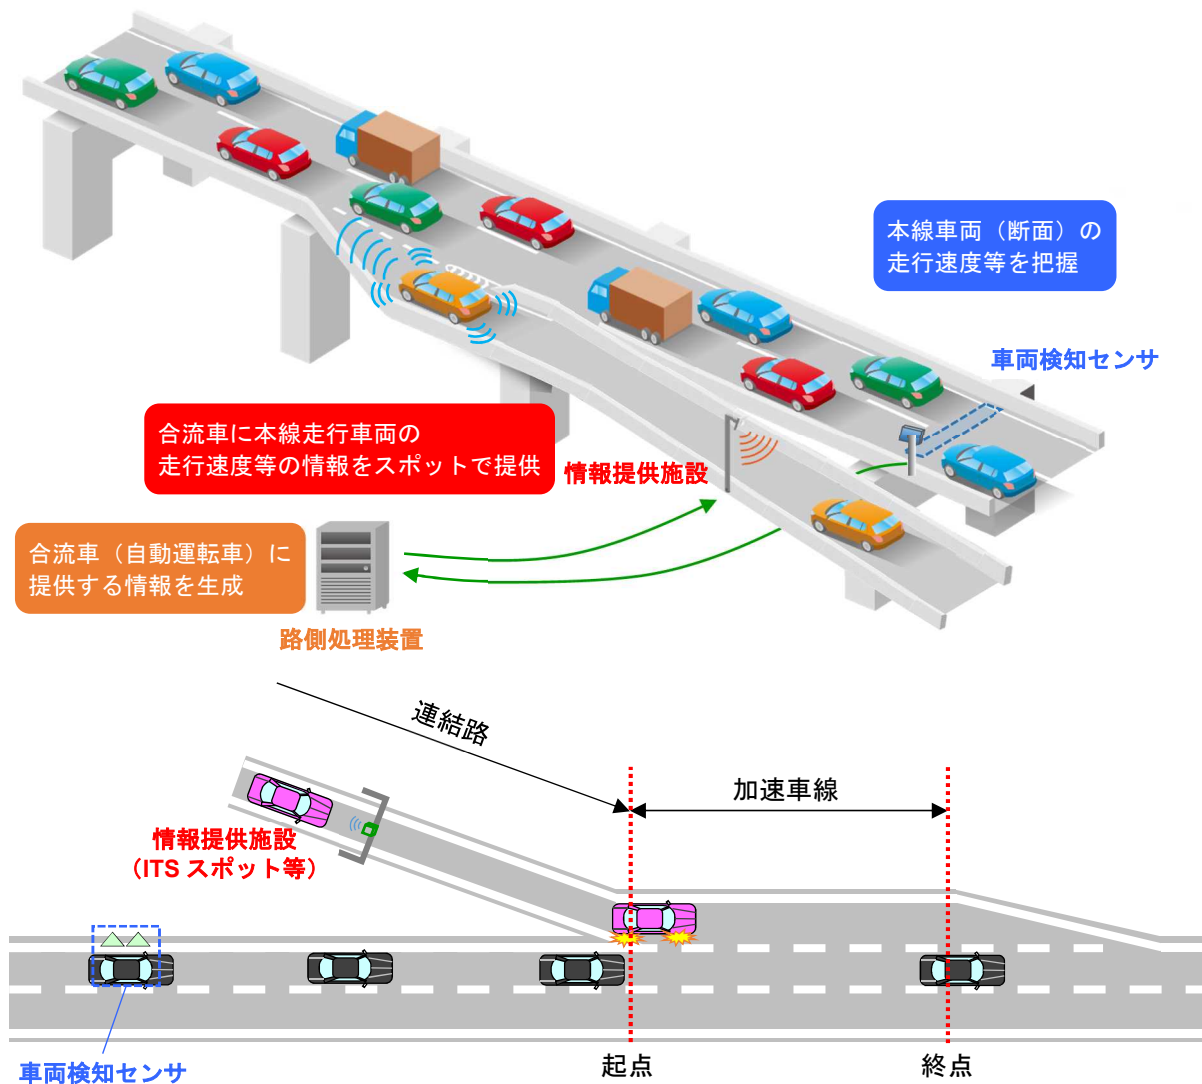 本線車両（断面）の
走行速度等を把握
車両検知センサ
合流車に本線走行車両の
走行速度等の情報をスポットで提供
情報提供施設
合流車（自動運転車）に
提供する情報を生成
路側処理装置
連結路
加速車線
情報提供施設
（ITS スポット等）
起点
終点
車両検知センサ